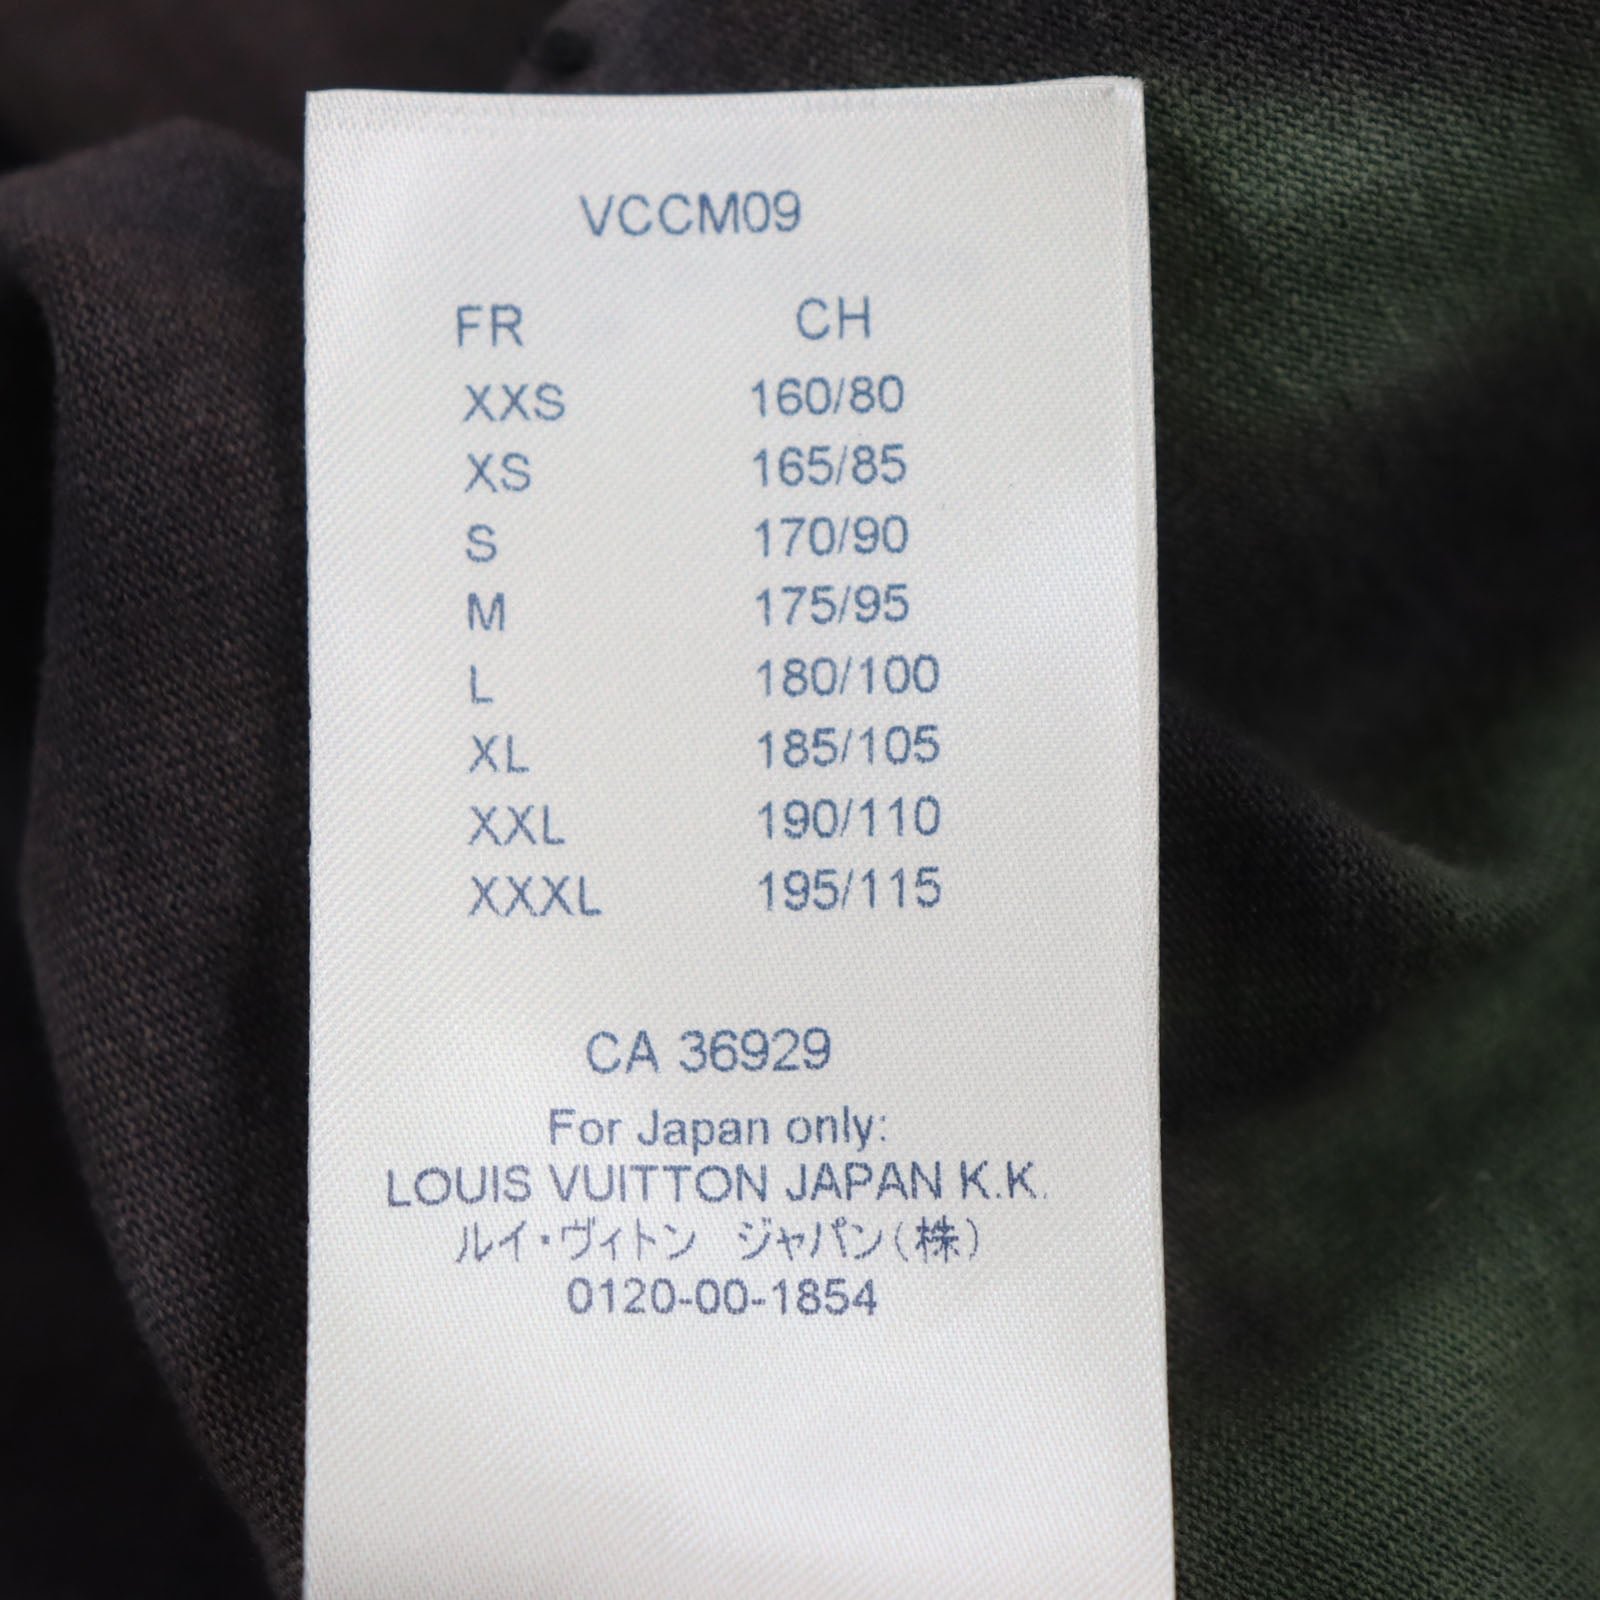 VCCM09
FR CH
XXS 160/80
XS 165/85
S 170/90
M 175/95
L 180/100
XL 185/105
XXL 190/110
XXXL 195/115
CA 36929
For Japan only:
LOUIS VUITTON JAPAN K.K.
ルイ・ヴィトン ジャパン(株)
0120-00-1854